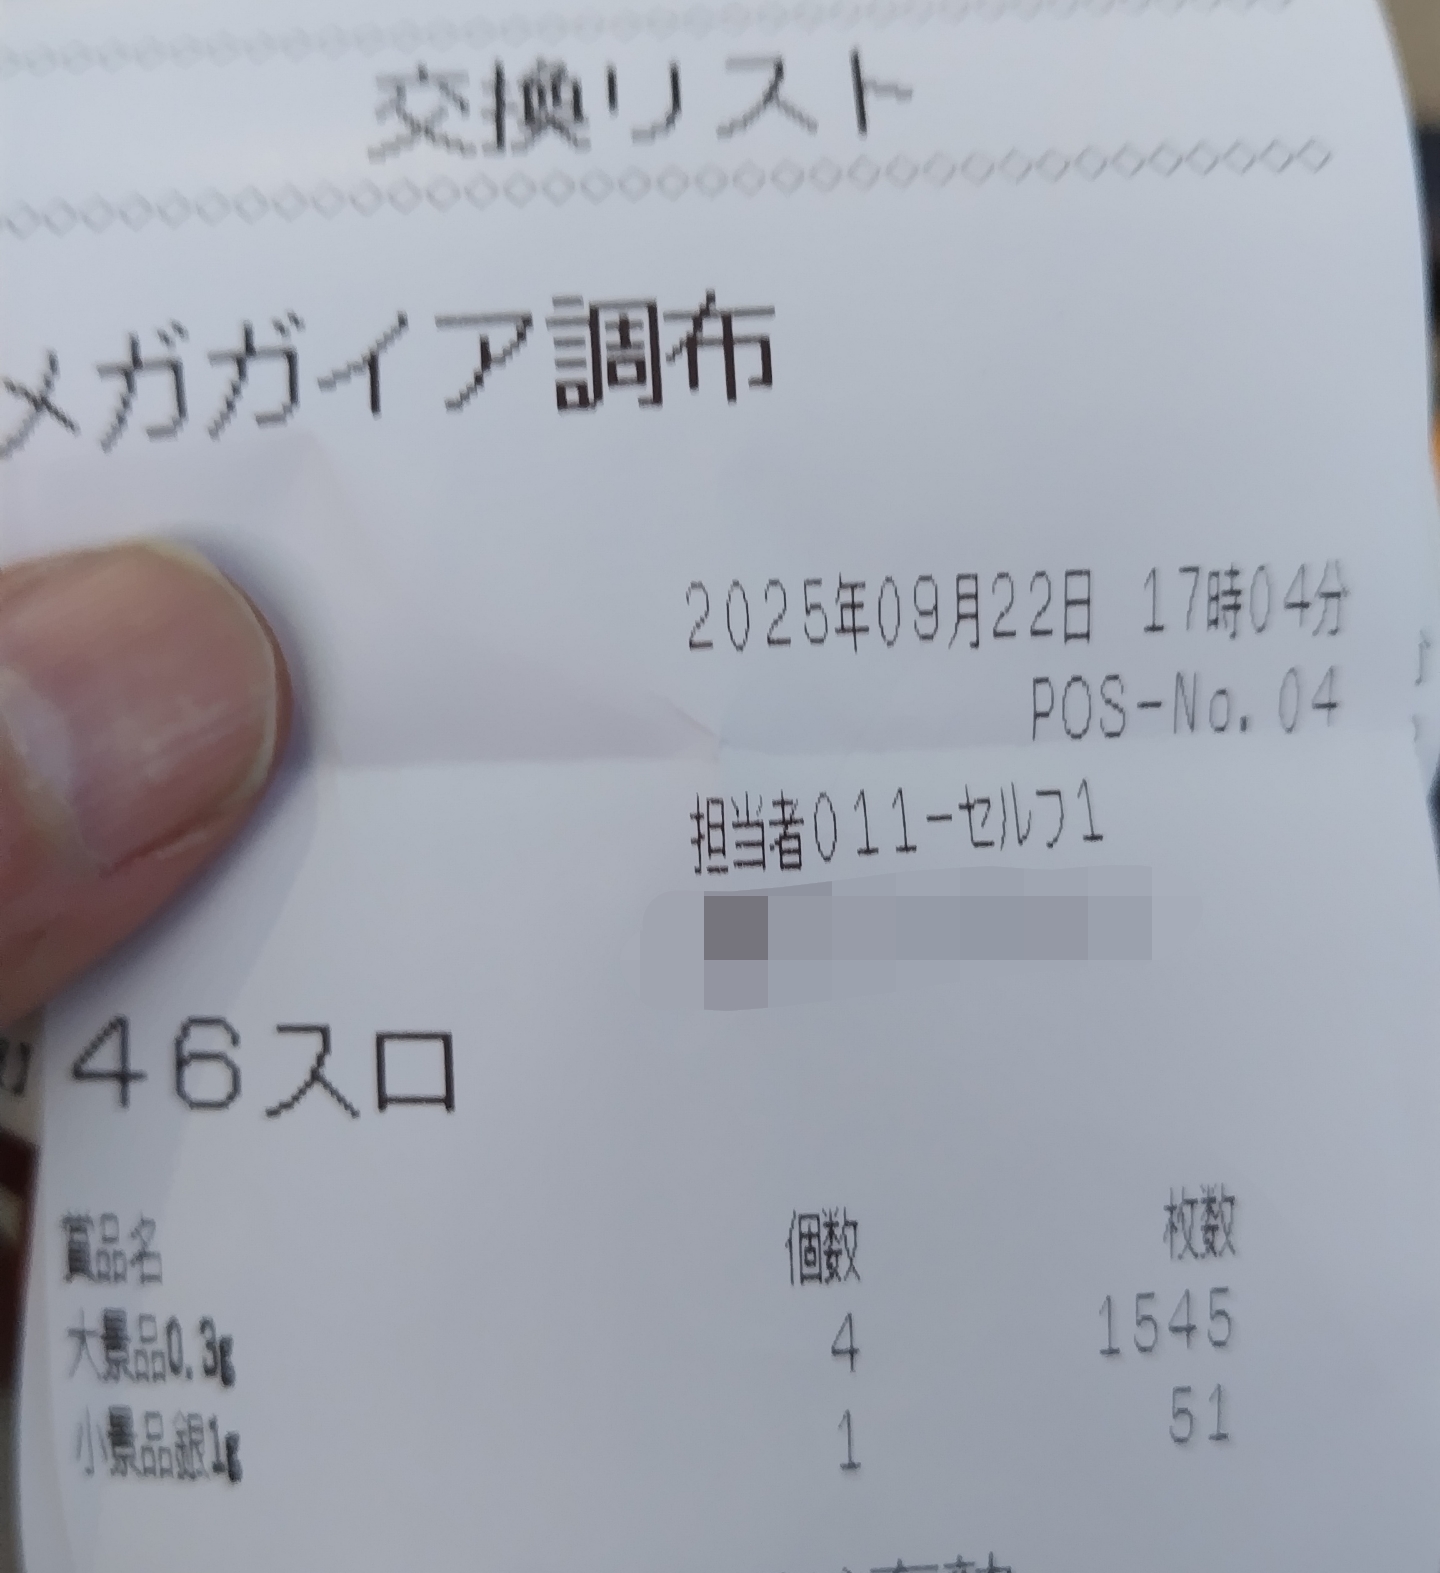 交換リスト
メガガイア調布
2025年09月22日 17時04分
POS-No.04
担当者011-セルフ1
46スロ
賞品名 個数 枚数
大景品0.3g 4 1545
小景品銀1g 1 51